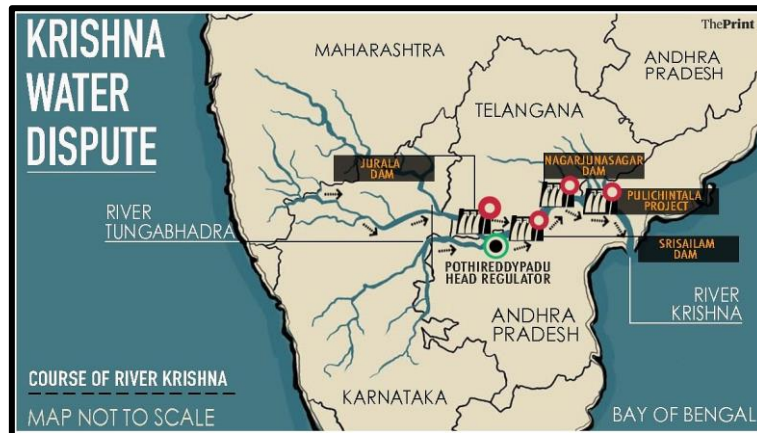 KRISHNA
WATER
DISPUTE
ThePrint
MAHARASHTRA
ANDHRA
PRADESH
TELANGANA
JURALA
DAM
NAGARJUNASAGAR
DAM
PULICHINTALA
PROJECT
RIVER
TUNGABHADRA
SRISAILAM
DAM
POTHIREDDYPADU
HEAD REGULATOR
RIVER
KRISHNA
ANDHRA
PRADESH
COURSE OF RIVER KRISHNA
KARNATAKA
MAP NOT TO SCALE
BAY OF BENGAL